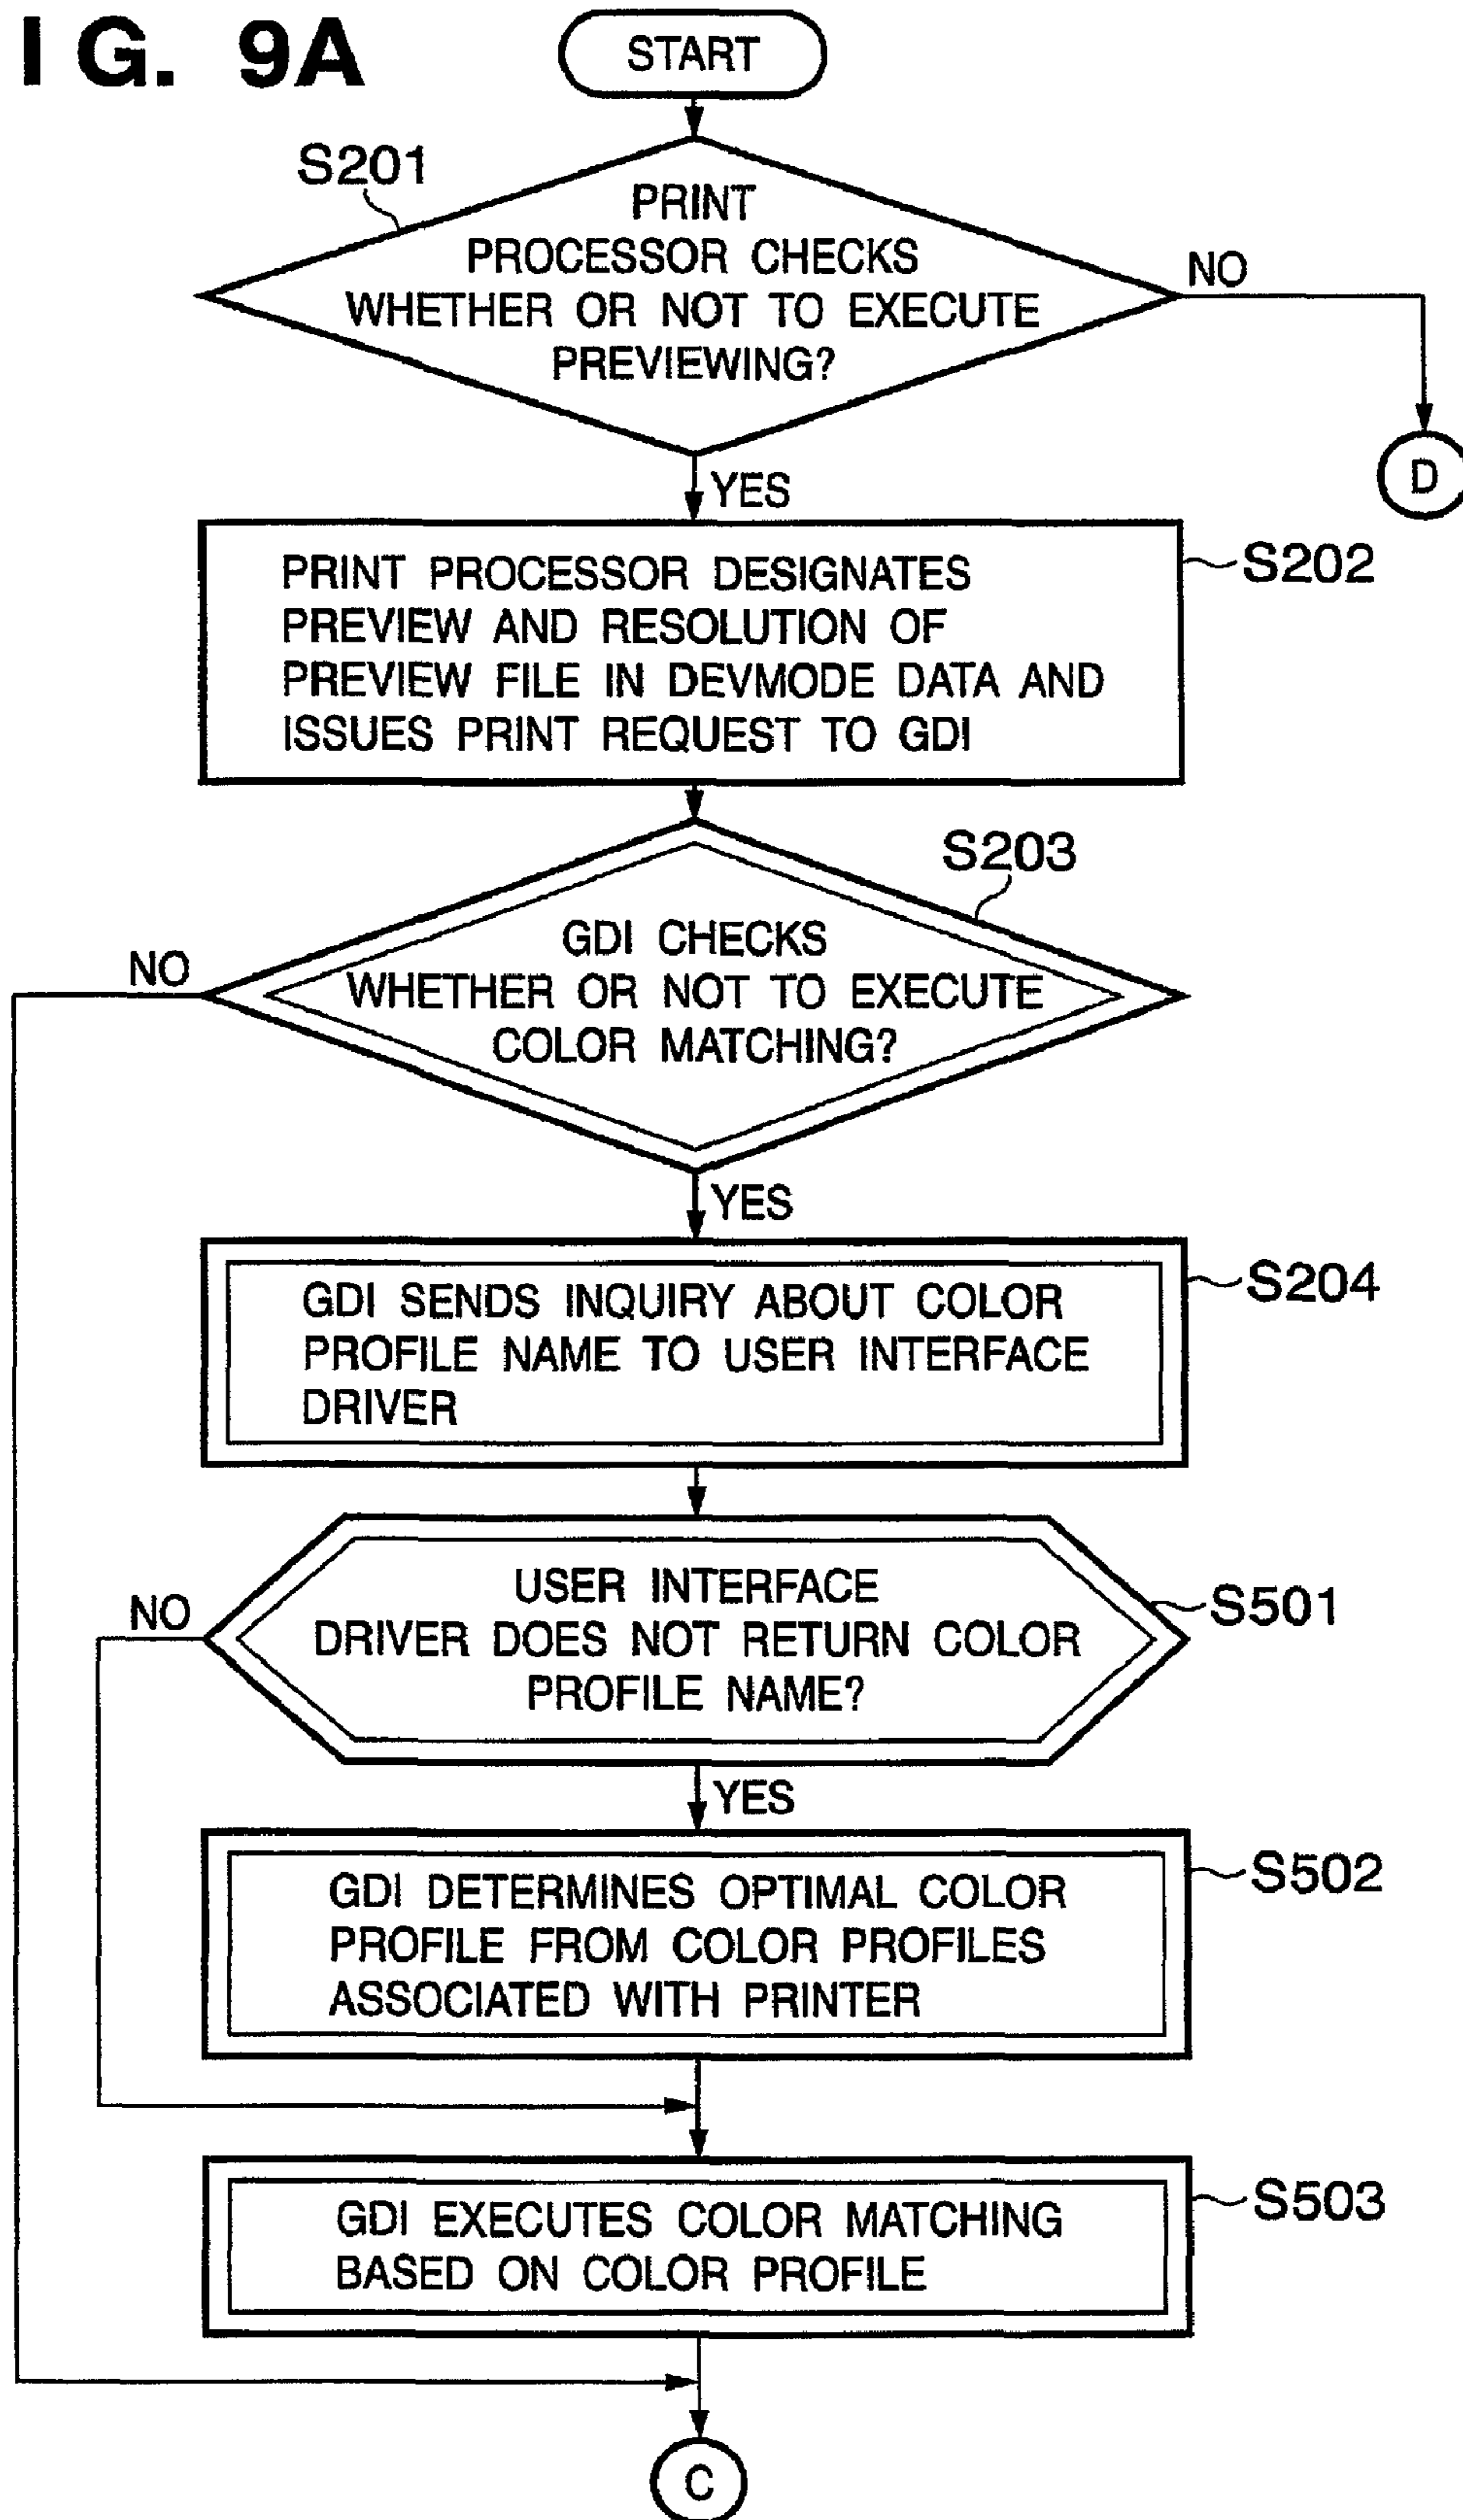 IG. 9A
START
S201
PRINT
PROCESSOR CHECKS
WHETHER OR NOT TO EXECUTE
PREVIEWING?
NO
D
YES
PRINT PROCESSOR DESIGNATES
PREVIEW AND RESOLUTION OF
PREVIEW FILE IN DEVMODE DATA AND
ISSUES PRINT REQUEST TO GDI
S202
S203
GDI CHECKS
WHETHER OR NOT TO EXECUTE
COLOR MATCHING?
NO
YES
GDI SENDS INQUIRY ABOUT COLOR
PROFILE NAME TO USER INTERFACE
DRIVER
S204
USER INTERFACE
DRIVER DOES NOT RETURN COLOR
PROFILE NAME?
NO
S501
YES
GDI DETERMINES OPTIMAL COLOR
PROFILE FROM COLOR PROFILES
ASSOCIATED WITH PRINTER
S502
GDI EXECUTES COLOR MATCHING
BASED ON COLOR PROFILE
S503
C